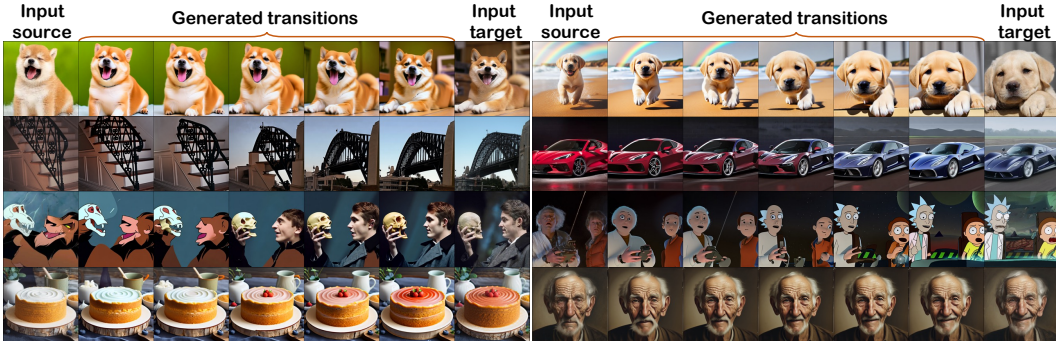 Input
source
Generated transitions
Input
target
Input
source
Generated transitions
Input
target